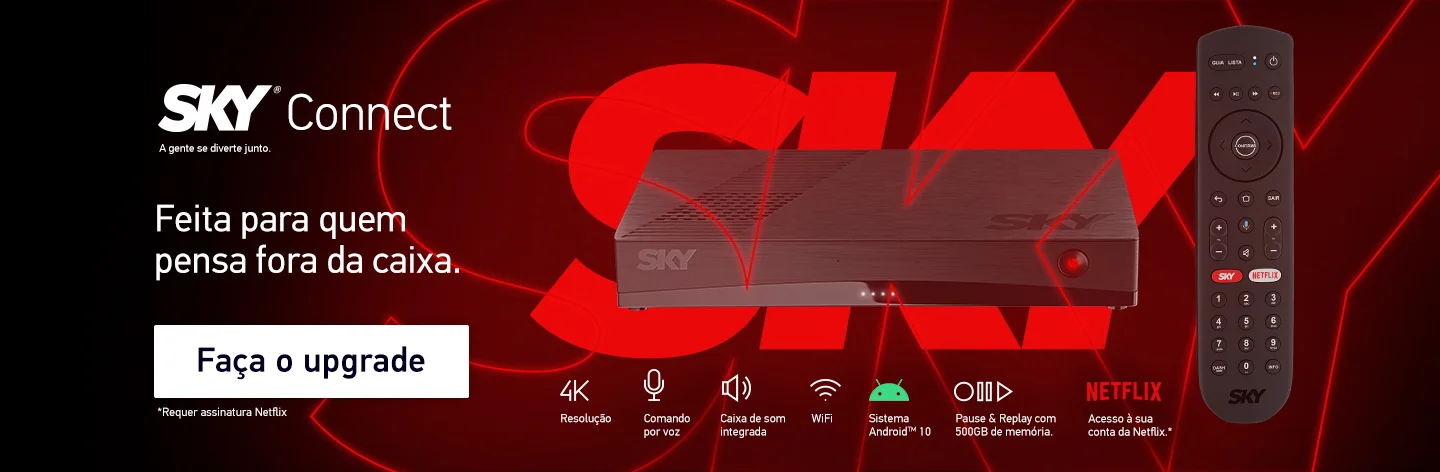 SKY® Connect
A gente se diverte junto.
Feita para quem
pensa fora da caixa.
Faça o upgrade
*Requer assinatura Netflix
SKY
SKY
SKY
4K
Resolução
Comando
por voz
Caixa de som
integrada
WiFi
Sistema
Android™ 10
Pause & Replay com
500GB de memória.
NETFLIX
Acesso à sua
conta da Netflix.*
GUIA LISTA
REC
SAIR
SKY NETFLIX
1 2 3
4 5 6
7 8 9
0 INFO
SKY